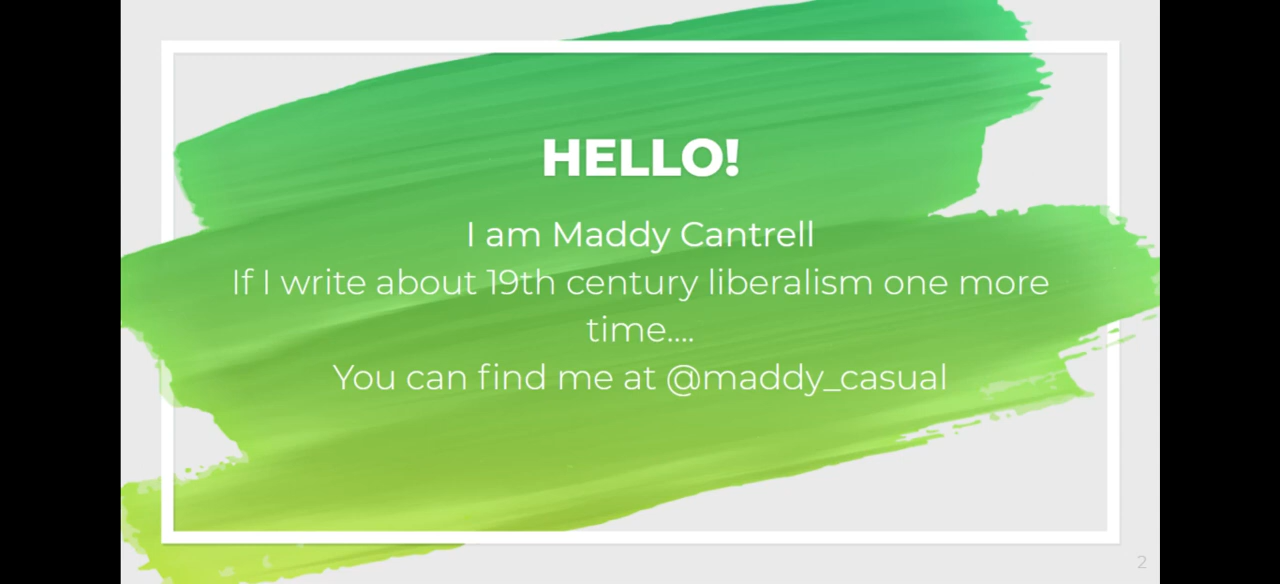 HELLO!
I am Maddy Cantrell
If I write about 19th century liberalism one more
time....
You can find me at @maddy_casual
2